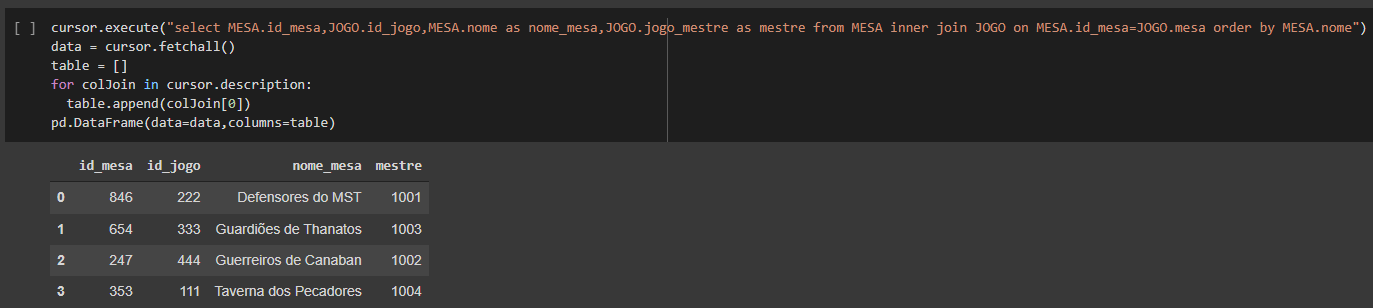 [ ] cursor.execute("select MESA.id_mesa,JOGO.id_jogo,MESA.nome as nome_mesa,JOGO.jogo_mestre as mestre from MESA inner join JOGO on MESA.id_mesa=JOGO.mesa order by MESA.nome")
data = cursor.fetchall()
table = []
for colJoin in cursor.description:
  table.append(colJoin[0])
pd.DataFrame(data=data,columns=table)
id_mesa id_jogo nome_mesa mestre
0 846 222 Defensores do MST 1001
1 654 333 Guardiões de Thanatos 1003
2 247 444 Guerreiros de Canaban 1002
3 353 111 Taverna dos Pecadores 1004